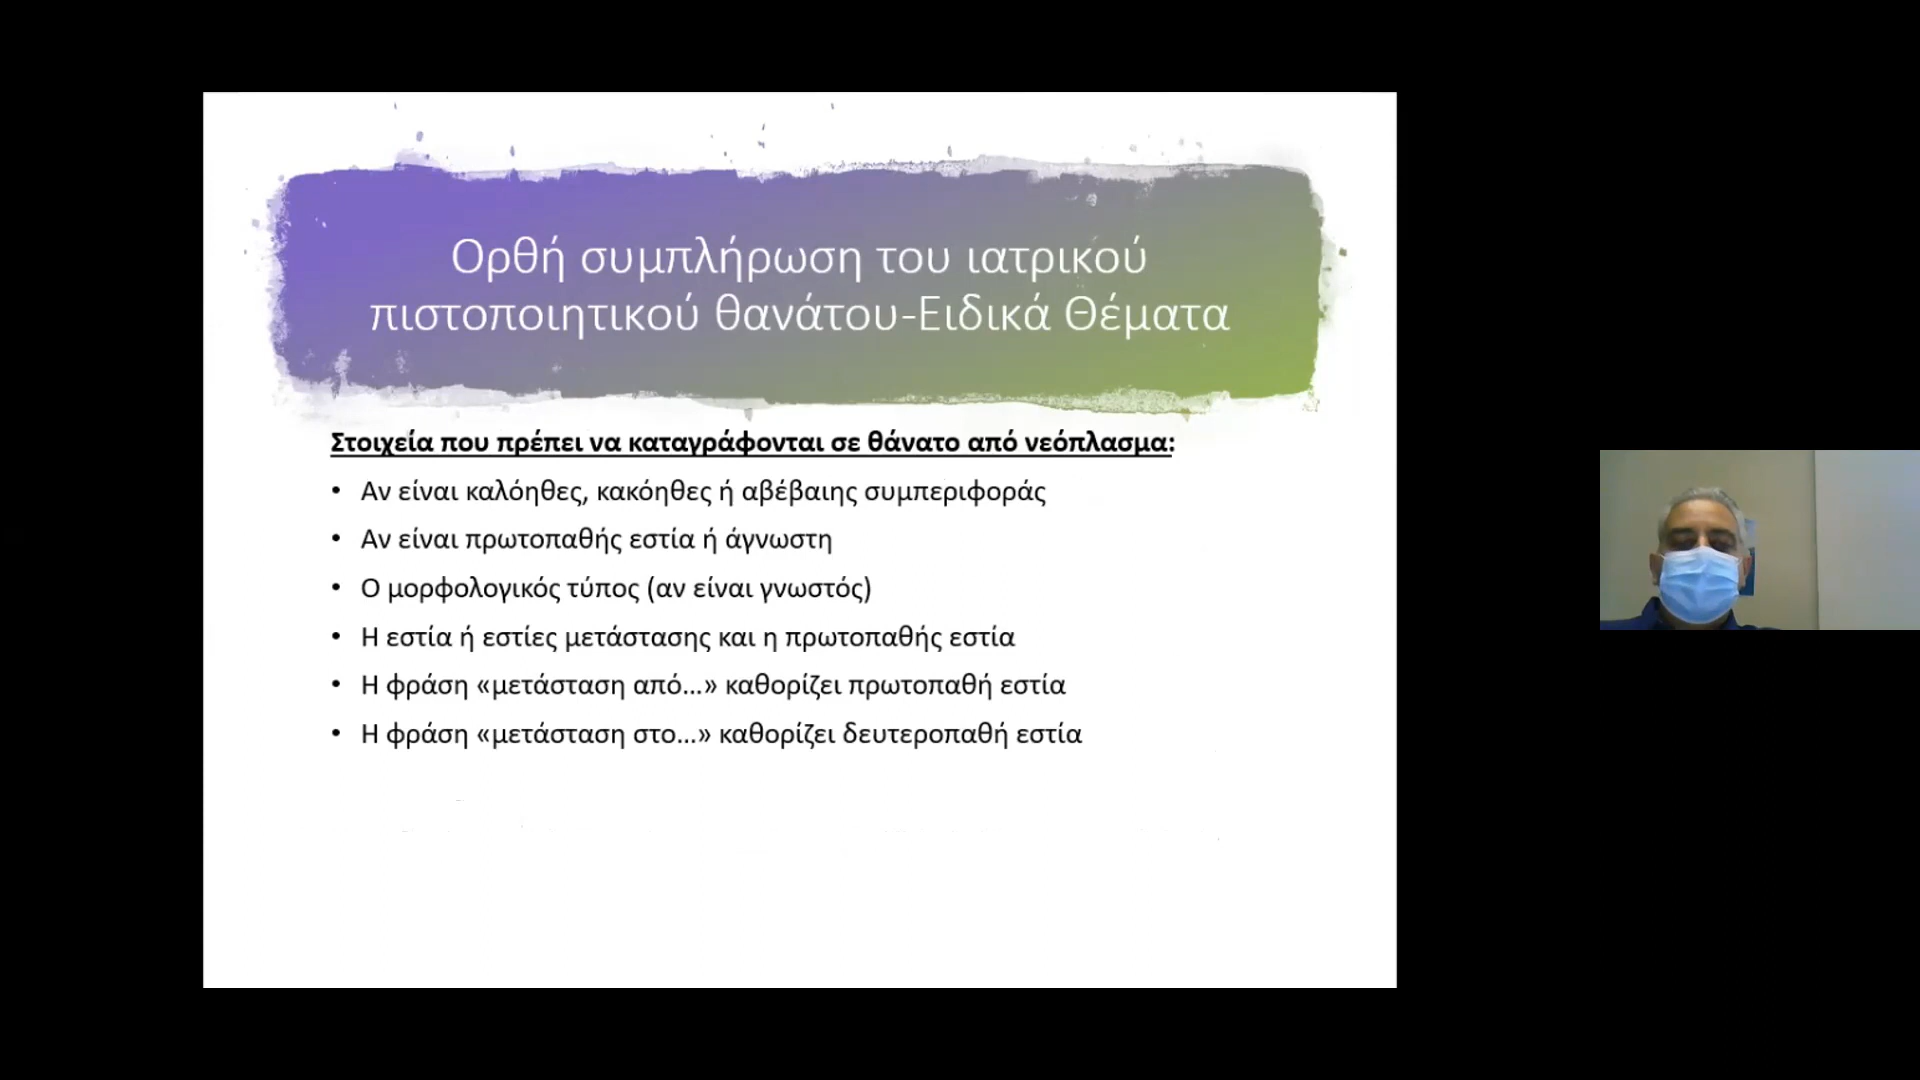 Ορθή συμπλήρωση του ιατρικού
πιστοποιητικού θανάτου-Ειδικά Θέματα
Στοιχεία που πρέπει να καταγράφονται σε θάνατο από νεόπλασμα:
• Αν είναι καλόηθες, κακόηθες ή αβέβαιης συμπεριφοράς
• Αν είναι πρωτοπαθής εστία ή άγνωστη
• Ο μορφολογικός τύπος (αν είναι γνωστός)
• Η εστία ή εστίες μετάστασης και η πρωτοπαθής εστία
• Η φράση «μετάσταση από...» καθορίζει πρωτοπαθή εστία
• Η φράση «μετάσταση στο...» καθορίζει δευτεροπαθή εστία